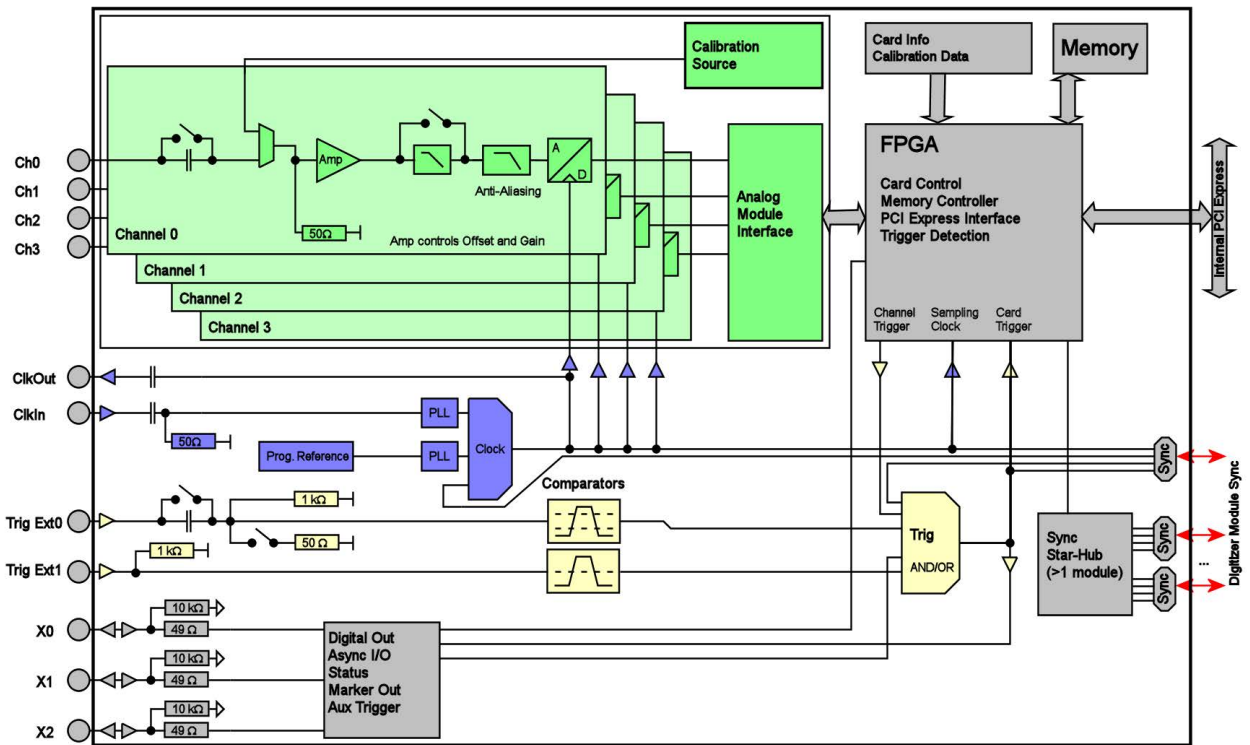 Calibration
Source
Card Info
Calibration Data
Memory
Ch0
Ch1
Ch2
Ch3
Amp
A
D
Anti-Aliasing
50Ω
Amp controls Offset and Gain
Channel 0
Channel 1
Channel 2
Channel 3
Analog
Module
Interface
FPGA
Card Control
Memory Controller
PCI Express Interface
Trigger Detection
Channel
Trigger
Sampling
Clock
Card
Trigger
Internal PCI Express
ClkOut
ClkIn
50Ω
Prog. Reference
PLL
PLL
Clock
Sync
Trig Ext0
1 kΩ
50 Ω
Comparators
Trig Ext1
1 kΩ
Trig
AND/OR
Sync
Star-Hub
(>1 module)
Sync
...
Sync
Digitizer Module Sync
X0
10 kΩ
49 Ω
X1
10 kΩ
49 Ω
X2
10 kΩ
49 Ω
Digital Out
Async I/O
Status
Marker Out
Aux Trigger